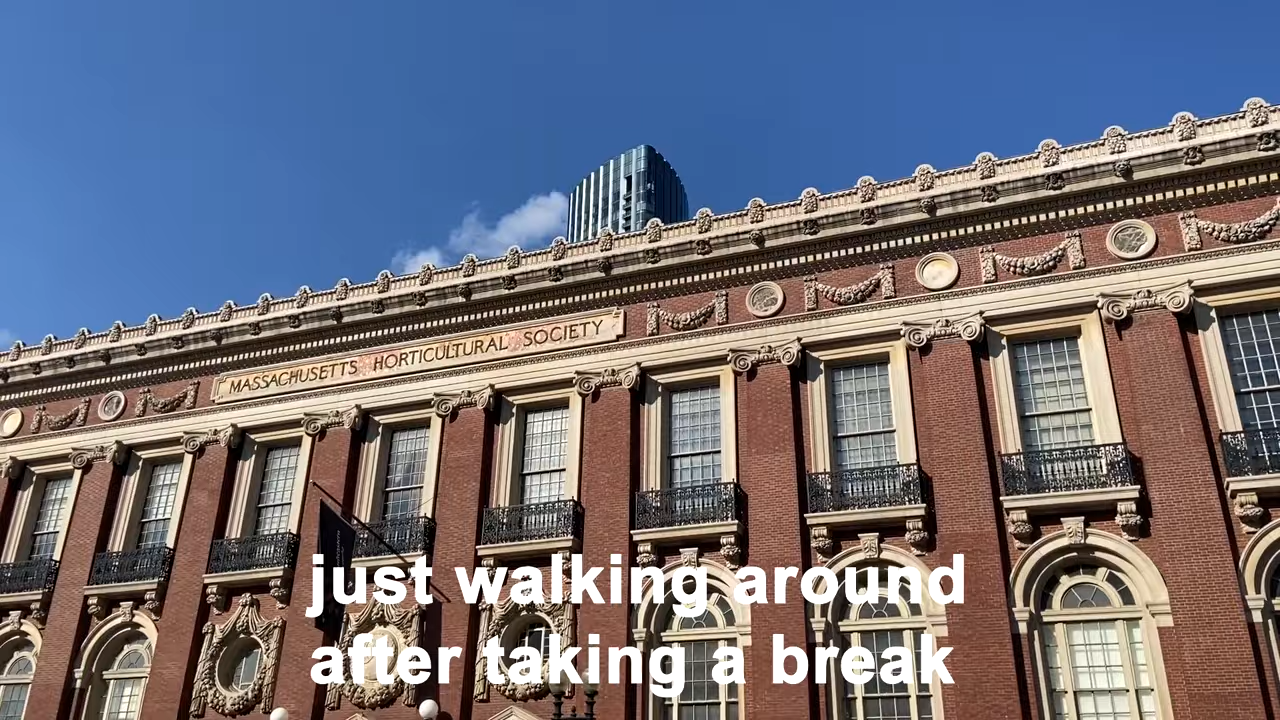 MASSACHUSETTS HORTICULTURAL SOCIETY
just walking around
after taking a break